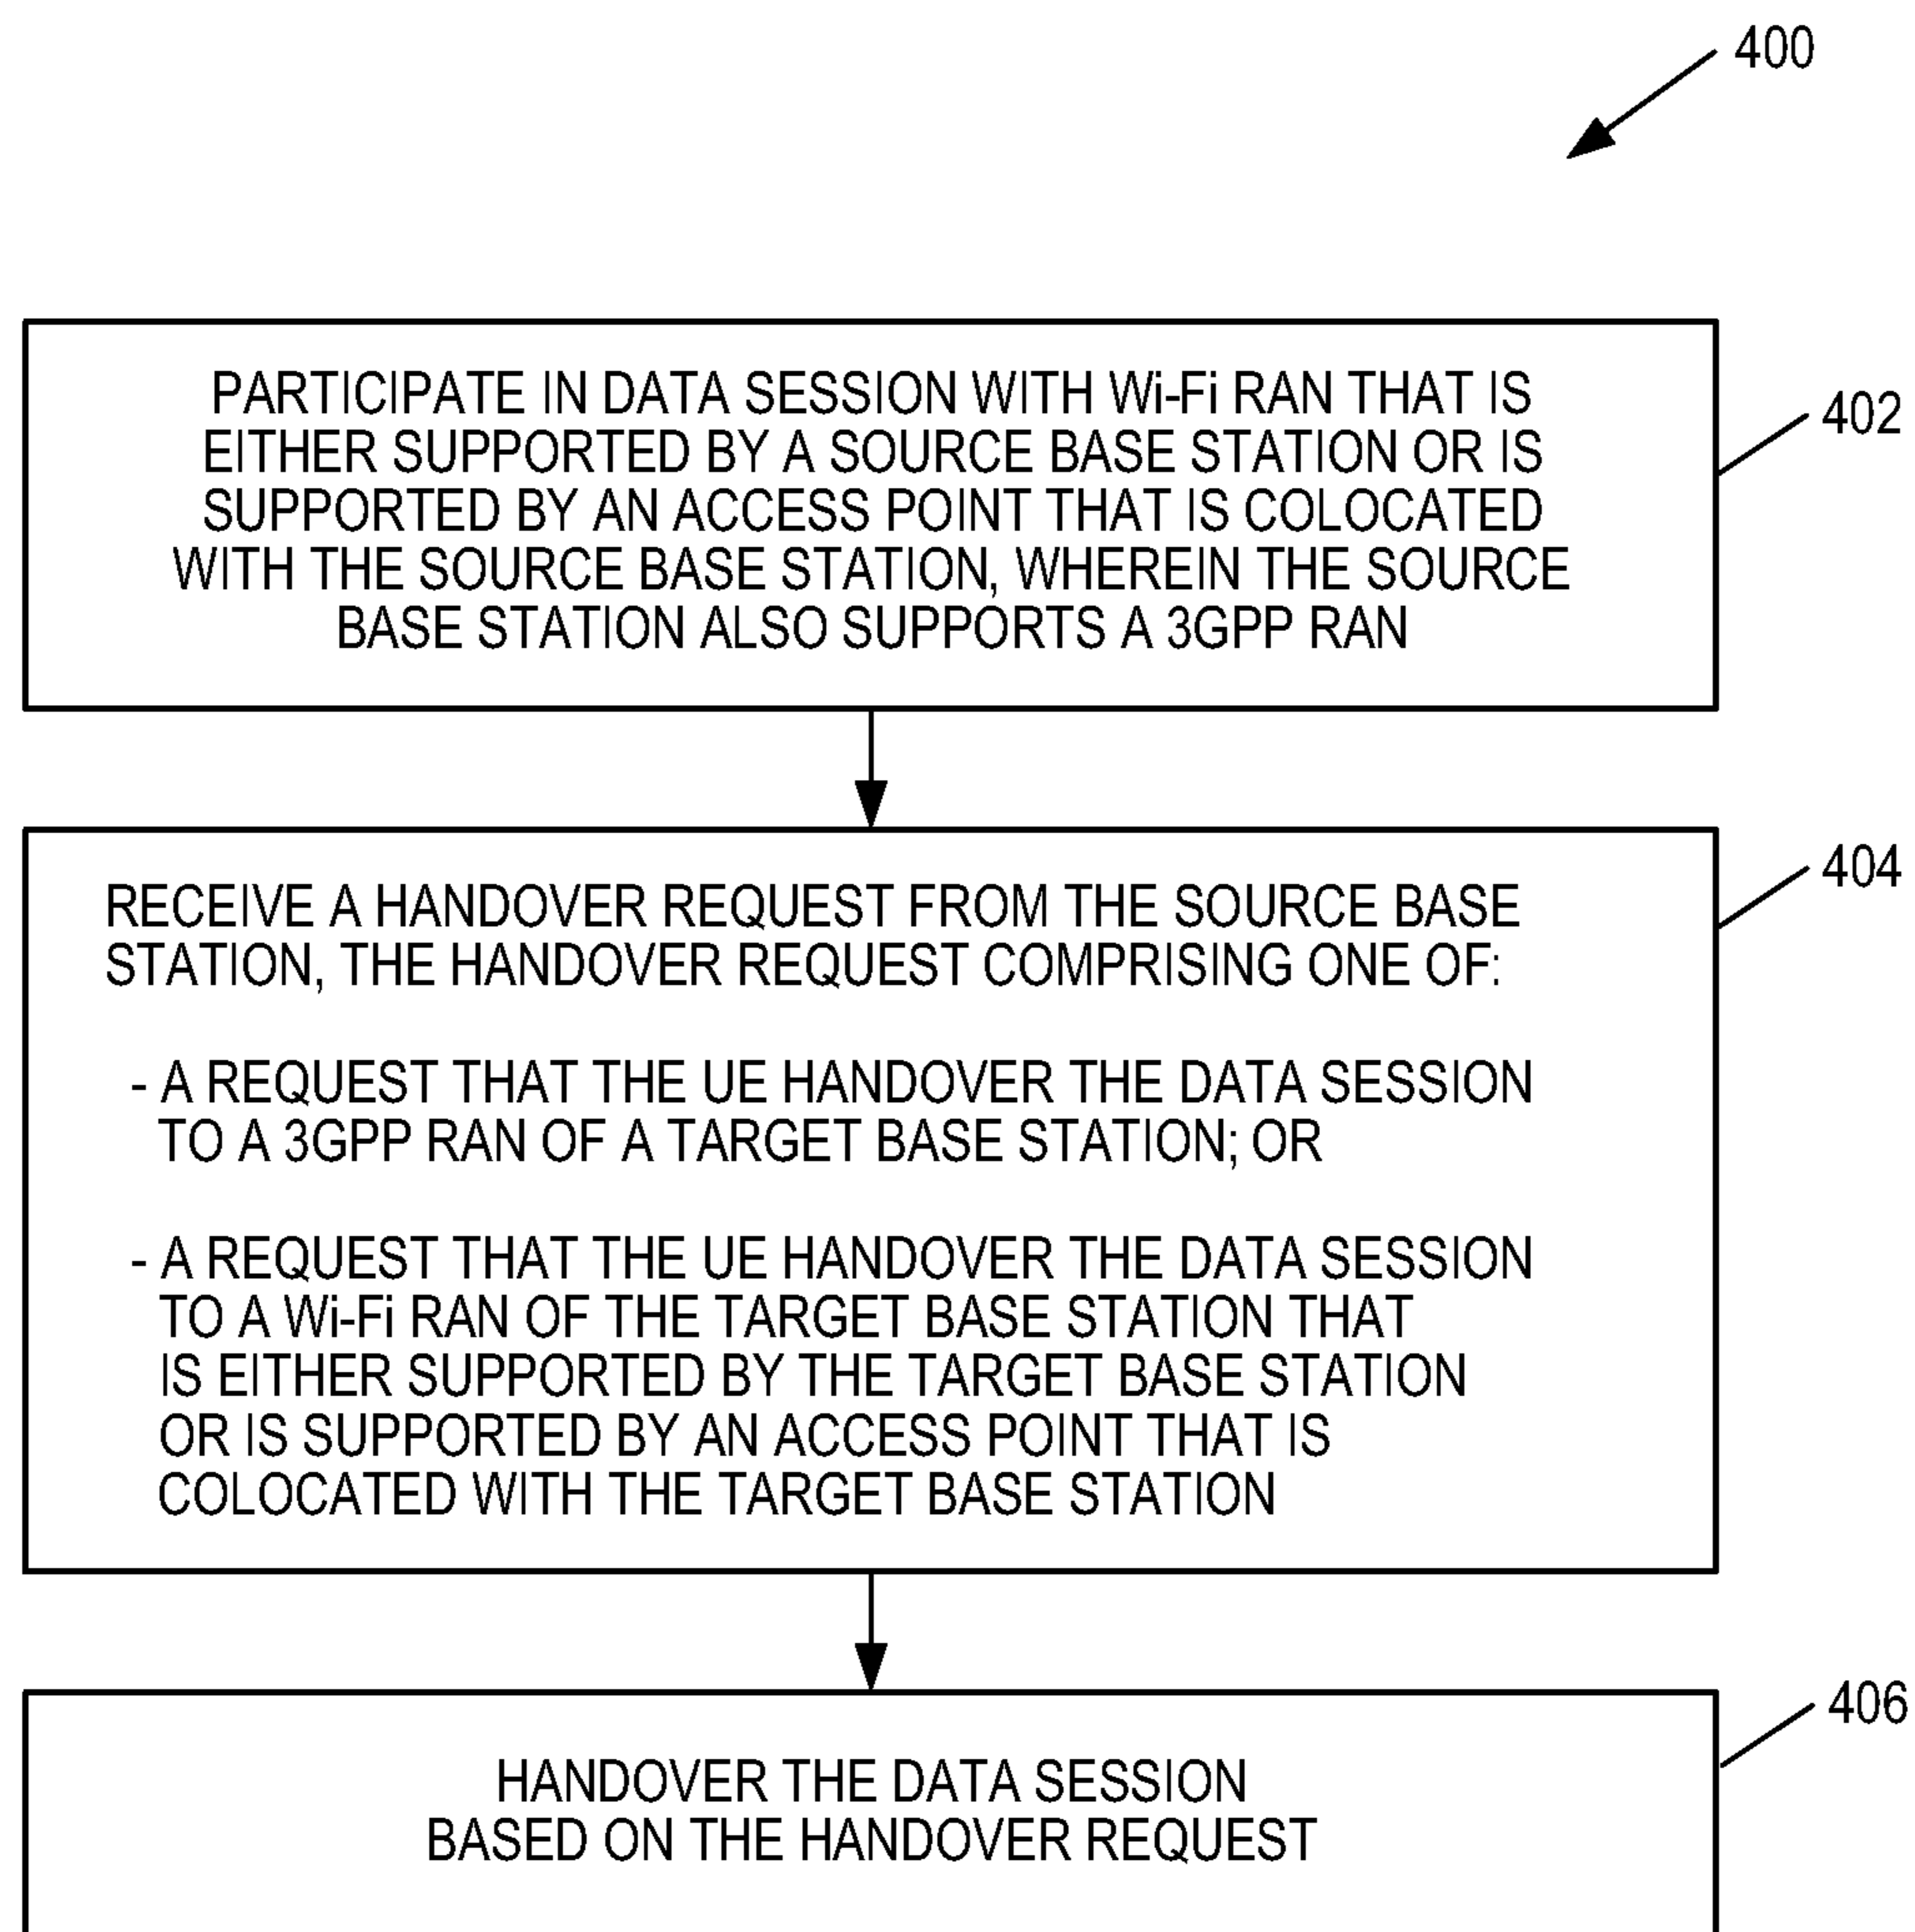 400
PARTICIPATE IN DATA SESSION WITH Wi-Fi RAN THAT IS
EITHER SUPPORTED BY A SOURCE BASE STATION OR IS
SUPPORTED BY AN ACCESS POINT THAT IS COLOCATED
WITH THE SOURCE BASE STATION, WHEREIN THE SOURCE
BASE STATION ALSO SUPPORTS A 3GPP RAN
402
RECEIVE A HANDOVER REQUEST FROM THE SOURCE BASE
STATION, THE HANDOVER REQUEST COMPRISING ONE OF:
- A REQUEST THAT THE UE HANDOVER THE DATA SESSION
TO A 3GPP RAN OF A TARGET BASE STATION; OR
- A REQUEST THAT THE UE HANDOVER THE DATA SESSION
TO A Wi-Fi RAN OF THE TARGET BASE STATION THAT
IS EITHER SUPPORTED BY THE TARGET BASE STATION
OR IS SUPPORTED BY AN ACCESS POINT THAT IS
COLOCATED WITH THE TARGET BASE STATION
404
HANDOVER THE DATA SESSION
BASED ON THE HANDOVER REQUEST
406